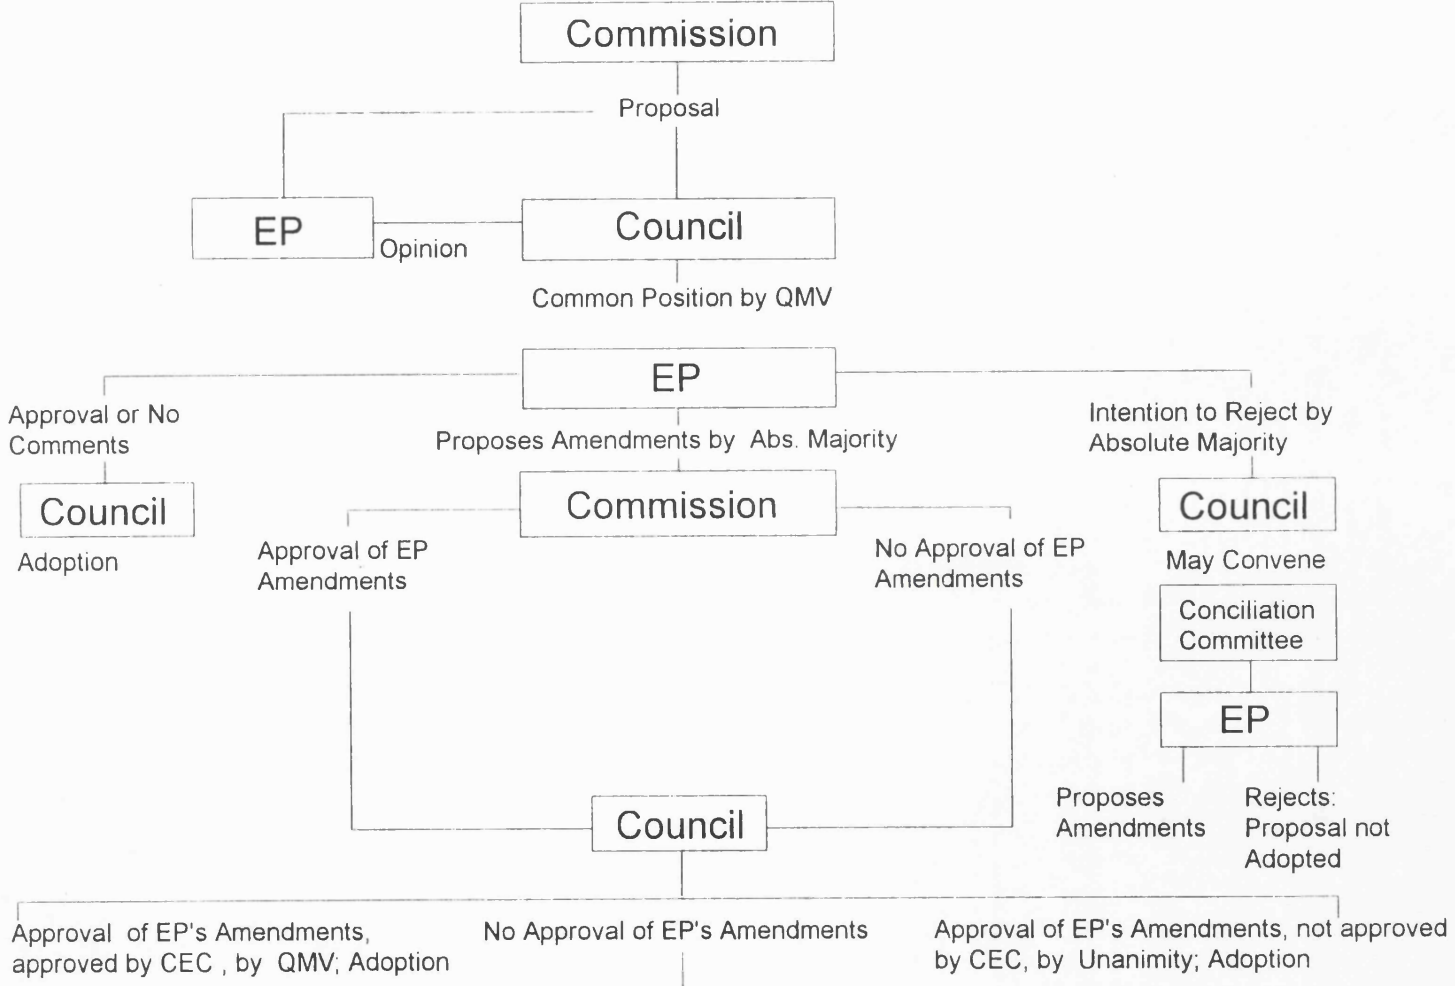 Commission
Proposal
EP
Opinion
Council
Common Position by QMV
EP
Approval or No
Comments
Proposes Amendments by Abs. Majority
Intention to Reject by
Absolute Majority
Council
Adoption
Commission
Council
May Convene
Approval of EP
Amendments
No Approval of EP
Amendments
Conciliation
Committee
EP
Proposes
Amendments
Rejects:
Proposal not
Adopted
Council
Approval of EP's Amendments,
approved by CEC , by QMV; Adoption
No Approval of EP's Amendments
Approval of EP's Amendments, not approved
by CEC, by Unanimity; Adoption